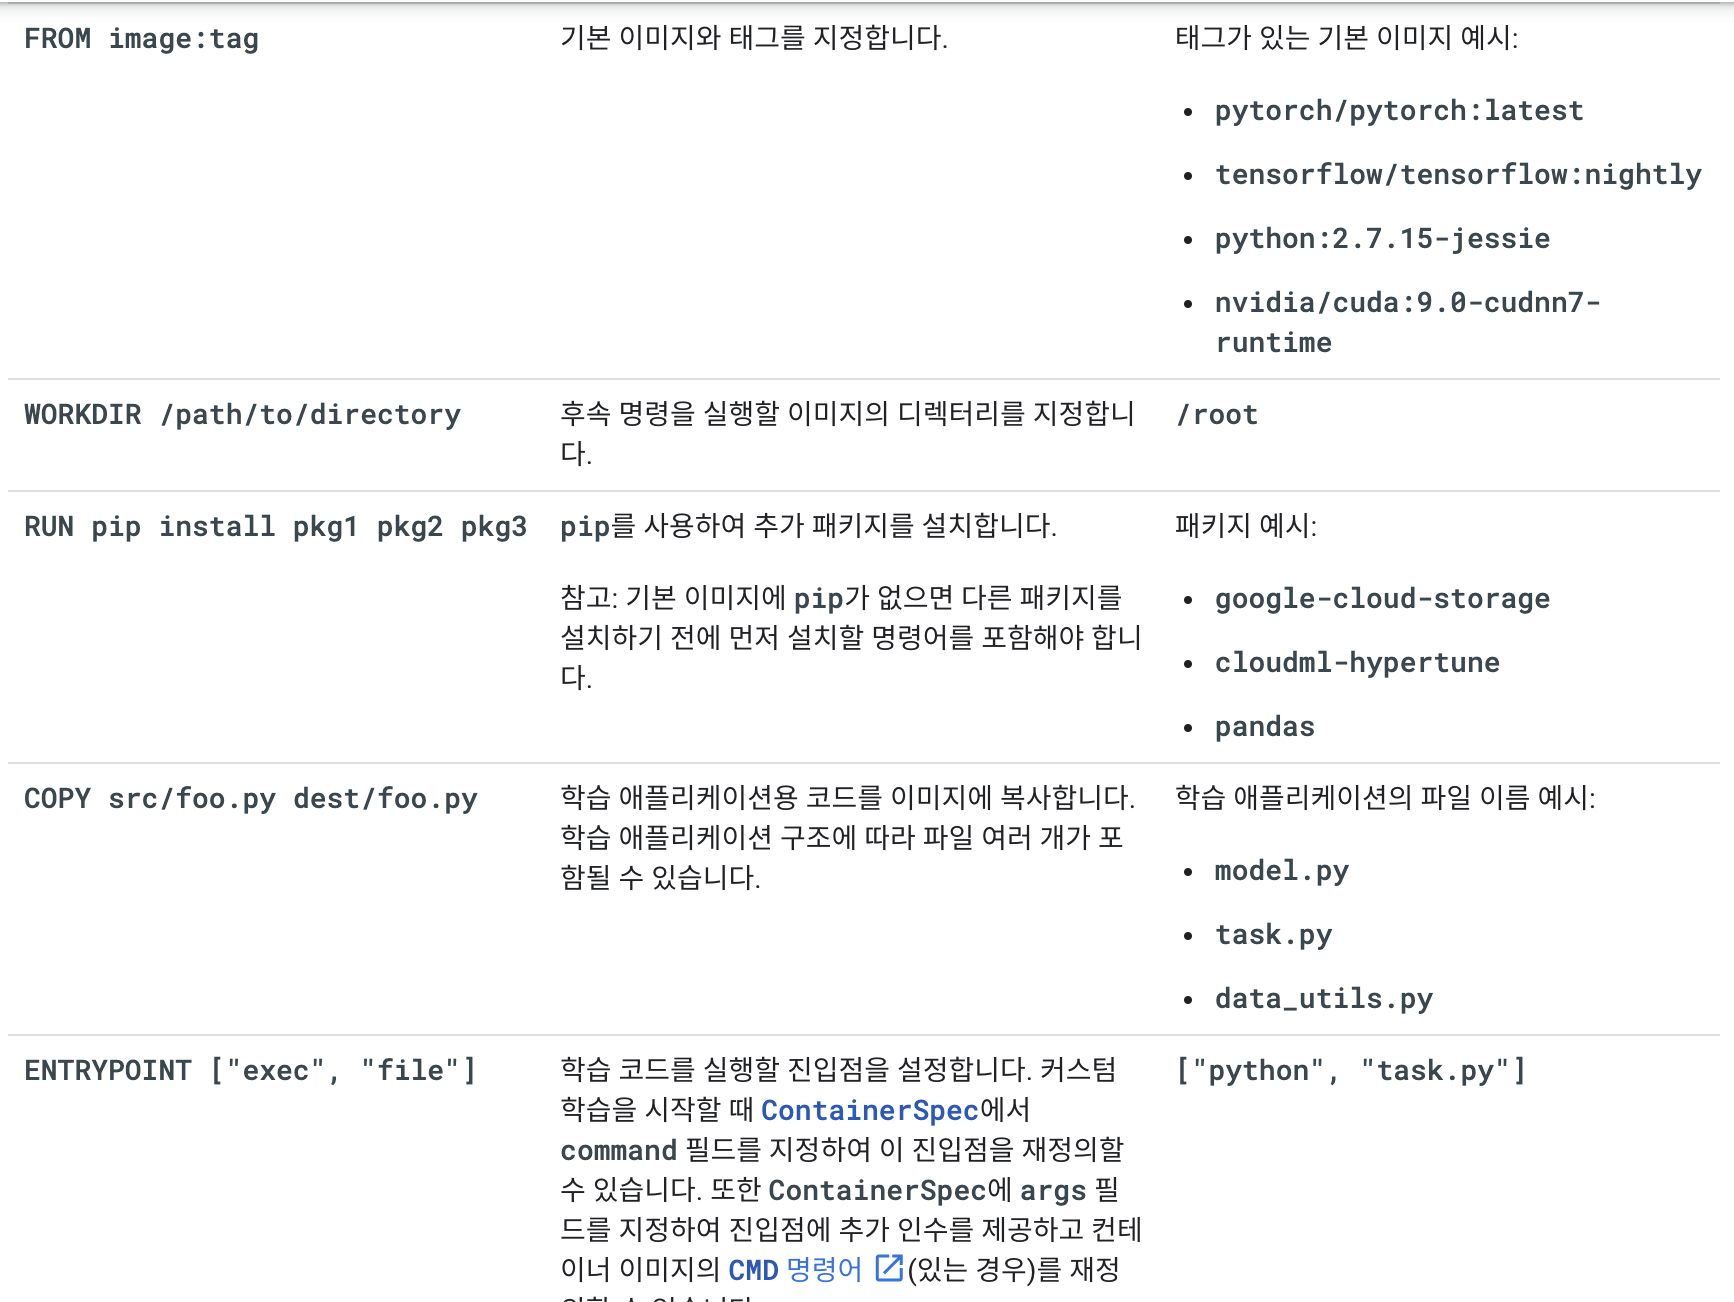 FROM image:tag
기본 이미지와 태그를 지정합니다.
태그가 있는 기본 이미지 예시:
• pytorch/pytorch:latest
• tensorflow/tensorflow:nightly
• python:2.7.15-jessie
• nvidia/cuda:9.0-cudnn7-
runtime
WORKDIR /path/to/directory
후속 명령을 실행할 이미지의 디렉터리를 지정합니
다.
/root
RUN pip install pkg1 pkg2 pkg3
pip를 사용하여 추가 패키지를 설치합니다.
참고: 기본 이미지에 pip가 없으면 다른 패키지를
설치하기 전에 먼저 설치할 명령어를 포함해야 합니
다.
패키지 예시:
• google-cloud-storage
• cloudml-hypertune
• pandas
COPY src/foo.py dest/foo.py
학습 애플리케이션용 코드를 이미지에 복사합니다.
학습 애플리케이션 구조에 따라 파일 여러 개가 포
함될 수 있습니다.
학습 애플리케이션의 파일 이름 예시:
• model.py
• task.py
• data_utils.py
ENTRYPOINT ["exec", "file"]
학습 코드를 실행할 진입점을 설정합니다. 커스텀
학습을 시작할 때 ContainerSpec에서
command 필드를 지정하여 이 진입점을 재정의할
수 있습니다. 또한 ContainerSpec에 args 필
드를 지정하여 진입점에 추가 인수를 제공하고 컨테
이너 이미지의 CMD 명령어 (있는 경우)를 재정
["python", "task.py"]